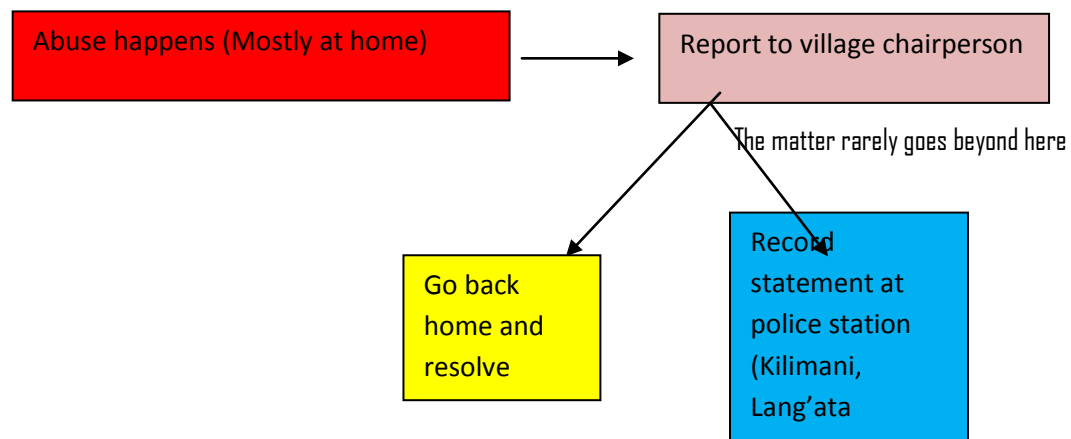 Abuse happens (Mostly at home)
Report to village chairperson
The matter rarely goes beyond here
Go back
home and
resolve
Record
statement at
police station
(Kilimani,
Lang’ata